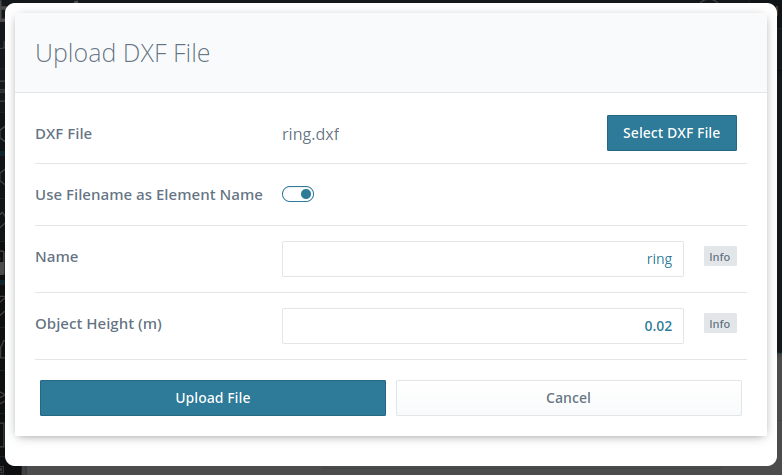 Upload DXF File
DXF File
ring.dxf
Select DXF File
Use Filename as Element Name
Name
ring
Info
Object Height (m)
0.02
Info
Upload File
Cancel